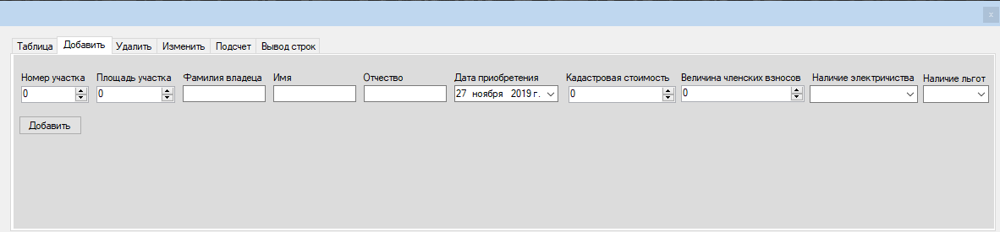 x
Таблица Добавить Удалить Изменить Подсчет Вывод строк
Номер участка Площадь участка Фамилия владеца Имя Отчество Дата приобретения Кадастровая стоимость Величина членских взносов Наличие электричиства Наличие льгот
0 0 27 ноября 2019 г. 0 0
Добавить